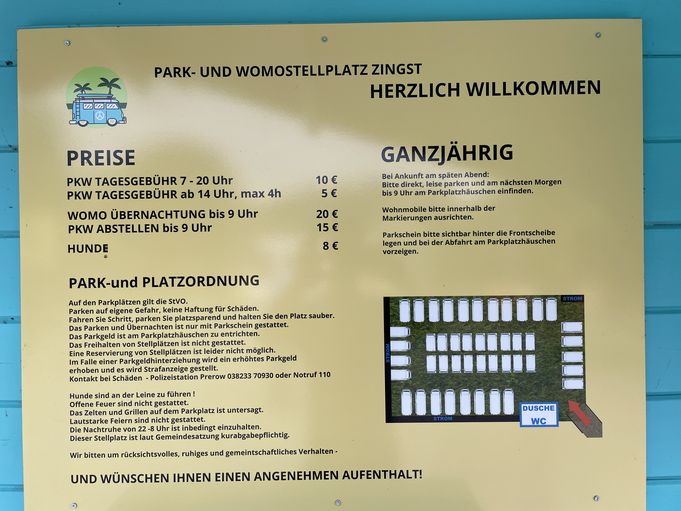 PARK- UND WOMOSTELLPLATZ ZINGST
HERZLICH WILLKOMMEN
PREISE
PKW TAGESGEBÜHR 7 - 20 Uhr 10 €
PKW TAGESGEBÜHR ab 14 Uhr, max 4h 5 €
WOMO ÜBERNACHTUNG bis 9 Uhr 20 €
PKW ABSTELLEN bis 9 Uhr 15 €
HUNDE 8 €
GANZJÄHRIG
Bei Ankunft am späten Abend:
Bitte direkt, leise parken und am nächsten Morgen
bis 9 Uhr am Parkplatzhäuschen einfinden.
Wohnmobile bitte innerhalb der
Markierungen ausrichten.
Parkschein bitte sichtbar hinter die Frontscheibe
legen und bei der Abfahrt am Parkplatzhäuschen
vorzeigen.
PARK-und PLATZORDNUNG
Auf den Parkplätzen gilt die StVO.
Parken auf eigene Gefahr, keine Haftung für Schäden.
Fahren Sie Schritt, parken Sie platzsparend und halten Sie den Platz sauber.
Das Parken und Übernachten ist nur mit Parkschein gestattet.
Das Parkgeld ist am Parkplatzhäuschen zu entrichten.
Das Freihalten von Stellplätzen ist nicht gestattet.
Eine Reservierung von Stellplätzen ist leider nicht möglich.
Im Falle einer Parkgeldhinterziehung wird ein erhöhtes Parkgeld
erhoben und es wird Strafanzeige gestellt.
Kontakt bei Schäden - Polizeistation Prerow 038233 70930 oder Notruf 110
Hunde sind an der Leine zu führen !
Offene Feuer sind nicht gestattet.
Das Zelten und Grillen auf dem Parkplatz ist untersagt.
Lautstarke Feiern sind nicht gestattet.
Die Nachtruhe von 22 -8 Uhr ist inbedingt einzuhalten.
Dieser Stellplatz ist laut Gemeindesatzung kurabgabepflichtig.
Wir bitten um rücksichtsvolles, ruhiges und gemeintschaftliches Verhalten -
UND WÜNSCHEN IHNEN EINEN ANGENEHMEN AUFENTHALT!
STROM
STROM
STROM
DUSCHE
WC